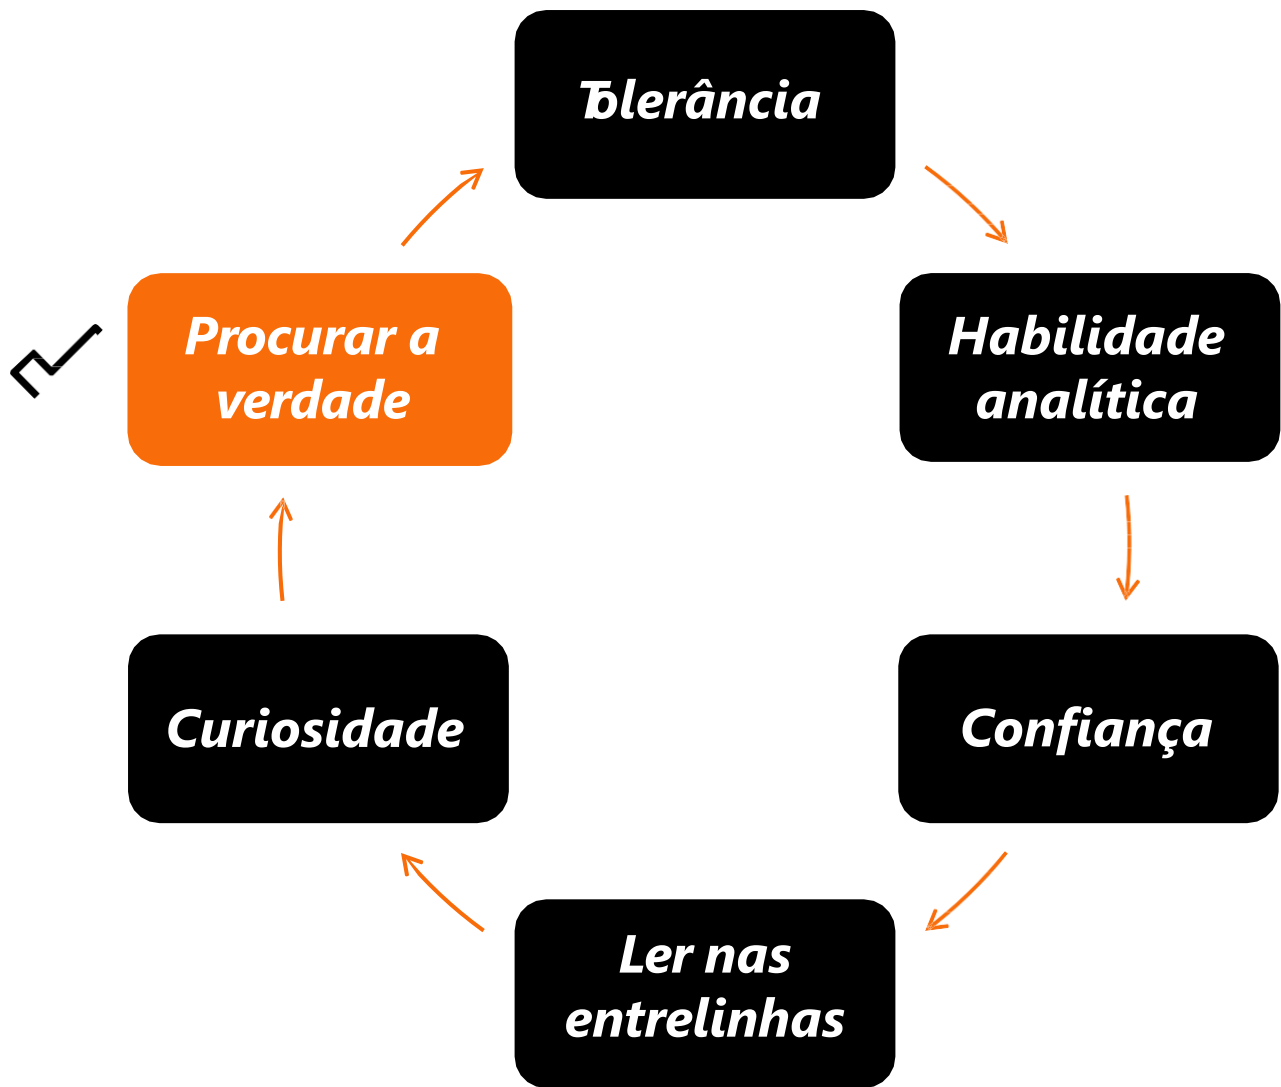 Tolerância
Procurar a
verdade
Habilidade
analítica
Curiosidade
Confiança
Ler nas
entrelinhas